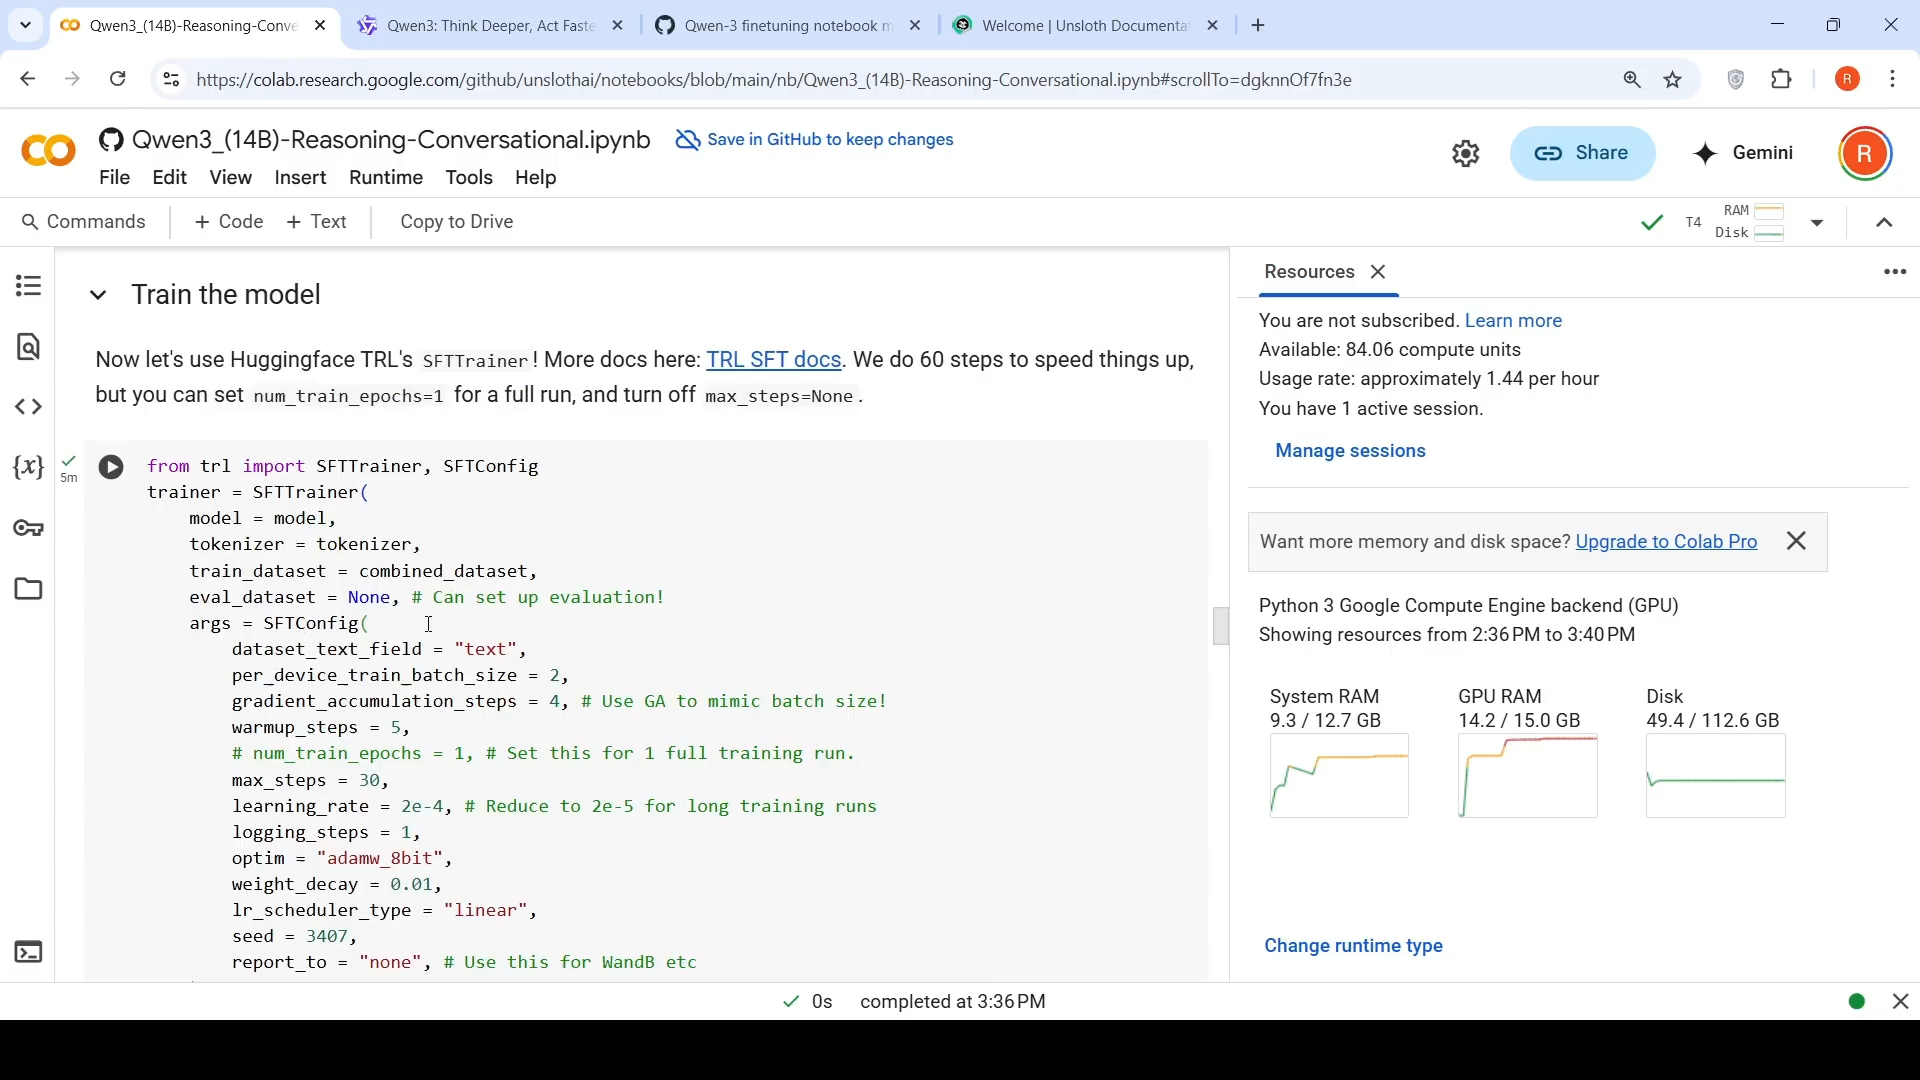 Qwen3_(14B)-Reasoning-Conve
Qwen3: Think Deeper, Act Faste
Qwen-3 finetuning notebook m
Welcome | Unsloth Documenta
https://colab.research.google.com/github/unslothai/notebooks/blob/main/nb/Qwen3_(14B)-Reasoning-Conversational.ipynb#scrollTo=dgknnOf7fn3e
R
Qwen3_(14B)-Reasoning-Conversational.ipynb
Save in GitHub to keep changes
Share
Gemini
R
File Edit View Insert Runtime Tools Help
Commands
+ Code
+ Text
Copy to Drive
T4
RAM
Disk
Train the model
Now let's use Huggingface TRL's SFTTrainer! More docs here: TRL SFT docs. We do 60 steps to speed things up,
but you can set num_train_epochs=1 for a full run, and turn off max_steps=None.
5m
from trl import SFTTrainer, SFTConfig
trainer = SFTTrainer(
    model = model,
    tokenizer = tokenizer,
    train_dataset = combined_dataset,
    eval_dataset = None, # Can set up evaluation!
    args = SFTConfig(
        dataset_text_field = "text",
        per_device_train_batch_size = 2,
        gradient_accumulation_steps = 4, # Use GA to mimic batch size!
        warmup_steps = 5,
        # num_train_epochs = 1, # Set this for 1 full training run.
        max_steps = 30,
        learning_rate = 2e-4, # Reduce to 2e-5 for long training runs
        logging_steps = 1,
        optim = "adamw_8bit",
        weight_decay = 0.01,
        lr_scheduler_type = "linear",
        seed = 3407,
        report_to = "none", # Use this for WandB etc
Resources
You are not subscribed. Learn more
Available: 84.06 compute units
Usage rate: approximately 1.44 per hour
You have 1 active session.
Manage sessions
Want more memory and disk space? Upgrade to Colab Pro
Python 3 Google Compute Engine backend (GPU)
Showing resources from 2:36 PM to 3:40 PM
System RAM
9.3 / 12.7 GB
GPU RAM
14.2 / 15.0 GB
Disk
49.4 / 112.6 GB
Change runtime type
0s completed at 3:36 PM